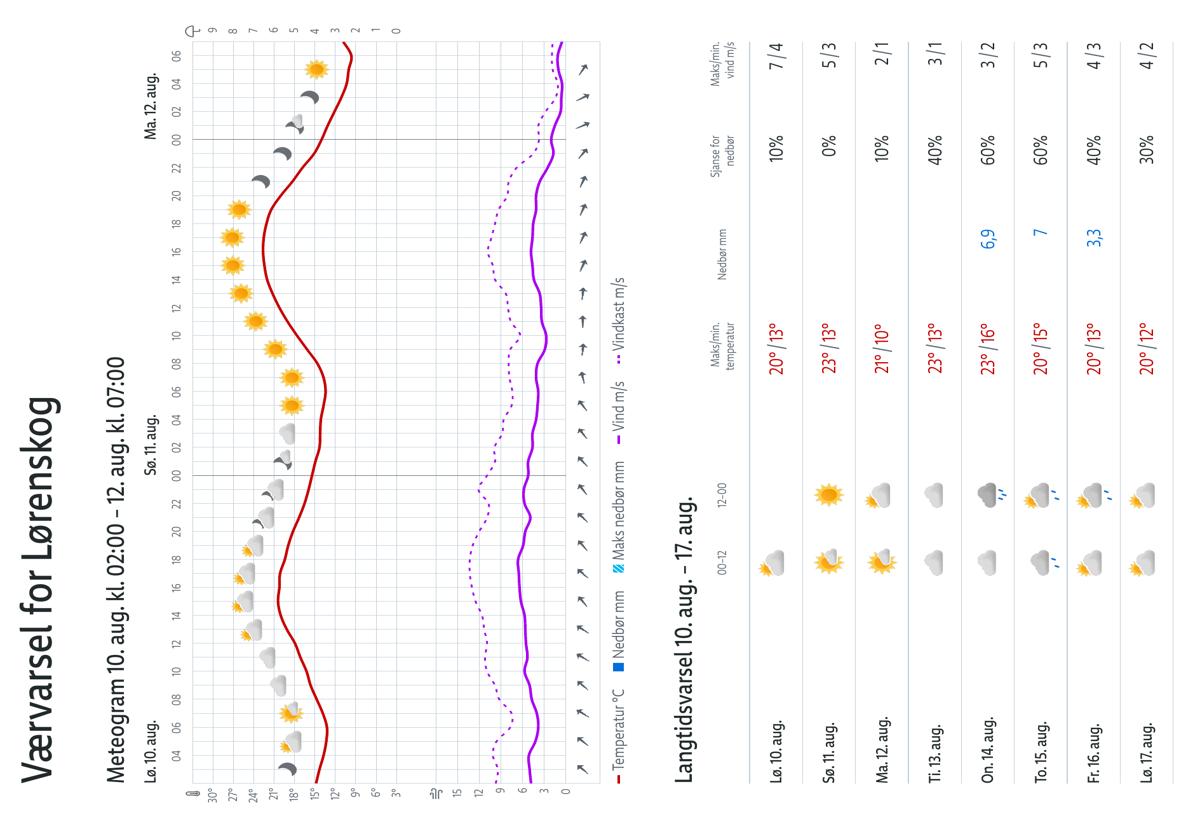 Værvarsel for Lørenskog
Meteogram 10. aug. kl. 02:00 – 12. aug. kl. 07:00
Lø. 10. aug. Sø. 11. aug. Ma. 12. aug.
04 06 08 10 12 14 16 18 20 22 00 02 04 06 08 10 12 14 16 18 20 22 00 02 04 06
30° 9
27° 8
24° 7
21° 6
18° 5
15° 4
12° 3
9° 2
6° 1
3° 0
15
12
9
6
3
0
Temperatur °C Nedbør mm Maks nedbør mm Vind m/s Vindkast m/s
Langtidsvarsel 10. aug. – 17. aug.
00–12 12–00 Maks/min. temperatur Nedbør mm Sjanse for nedbør Maks/min. vind m/s
Lø. 10. aug. 20° / 13° 10% 7 / 4
Sø. 11. aug. 23° / 13° 0% 5 / 3
Ma. 12. aug. 21° / 10° 10% 2 / 1
Ti. 13. aug. 23° / 13° 40% 3 / 1
On. 14. aug. 23° / 16° 6,9 60% 3 / 2
To. 15. aug. 20° / 15° 7 60% 5 / 3
Fr. 16. aug. 20° / 13° 3,3 40% 4 / 3
Lø. 17. aug. 20° / 12° 30% 4 / 2